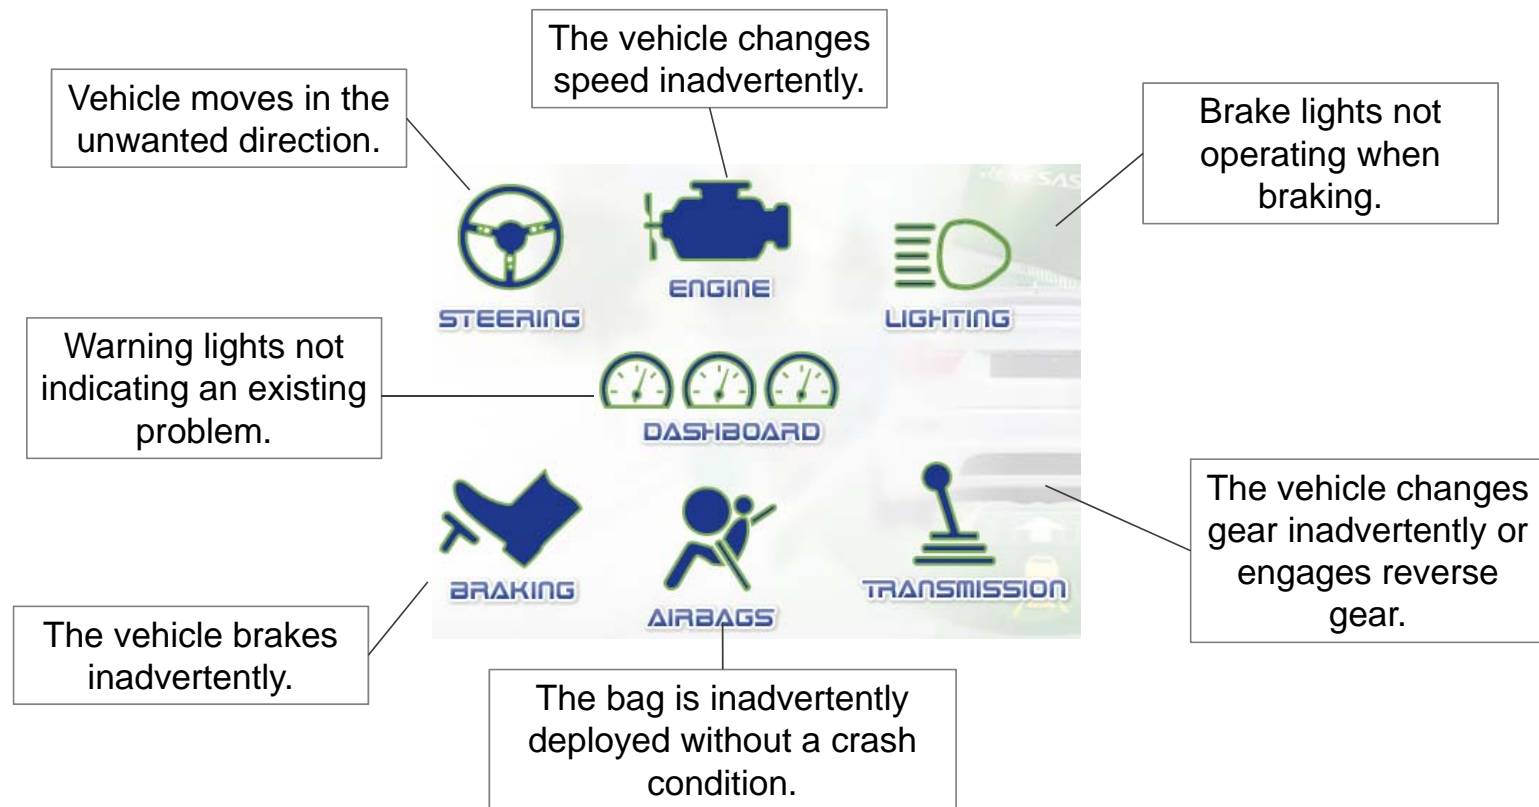 The vehicle changes
speed inadvertently.
Vehicle moves in the
unwanted direction.
Brake lights not
operating when
braking.
RENESAS
STEERING
ENGINE
LIGHTING
Warning lights not
indicating an existing
problem.
DASHBOARD
The vehicle changes
gear inadvertently or
engages reverse
gear.
BRAKING
AIRBAGS
TRANSMISSION
The vehicle brakes
inadvertently.
The bag is inadvertently
deployed without a crash
condition.